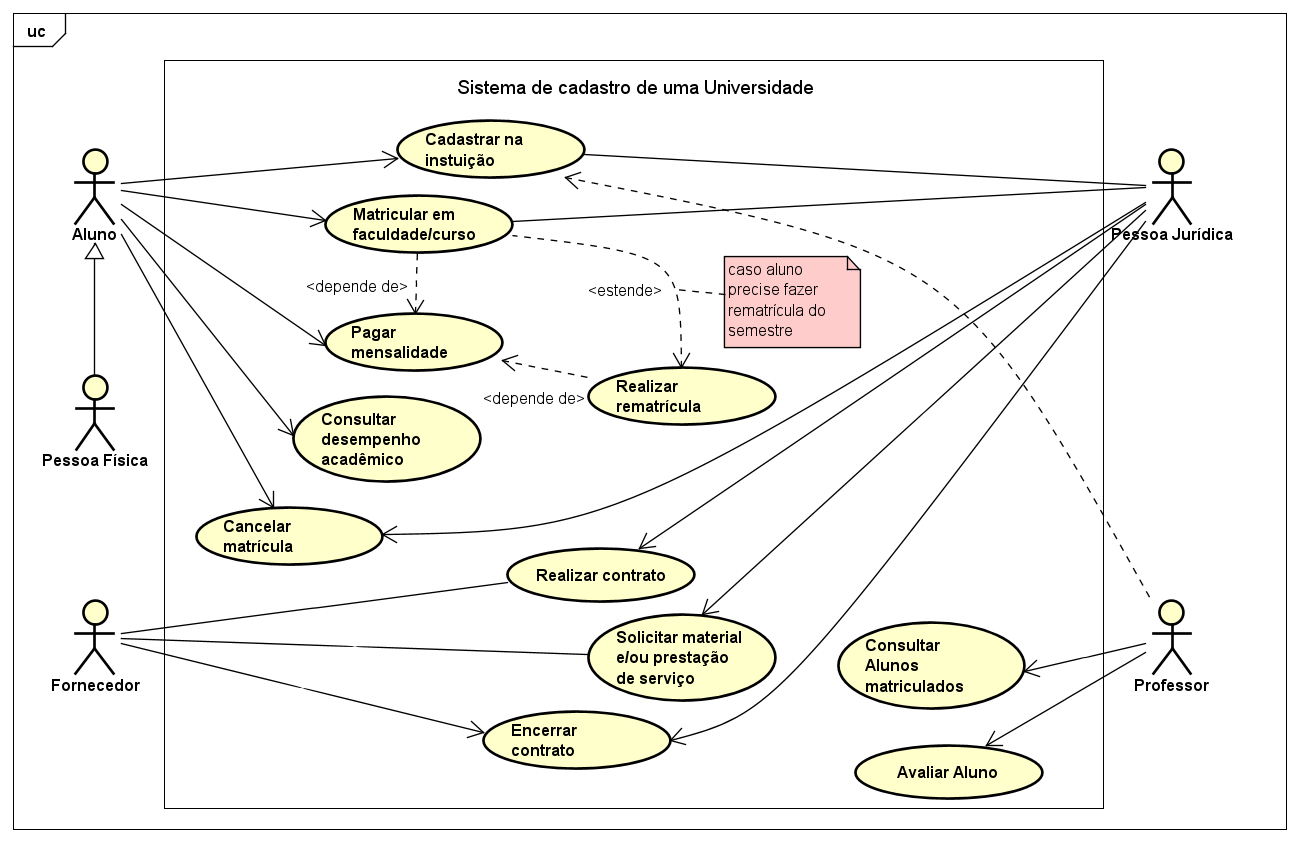 uc
Sistema de cadastro de uma Universidade
Cadastrar na
instuição
Aluno
Matricular em
faculdade/curso
Pessoa Jurídica
<depende de>
<estende>
caso aluno
precise fazer
rematrícula do
semestre
Pagar
mensalidade
<depende de>
Realizar
rematrícula
Pessoa Física
Consultar
desempenho
acadêmico
Cancelar
matrícula
Realizar contrato
Fornecedor
Solicitar material
e/ou prestação
de serviço
Consultar
Alunos
matriculados
Professor
Encerrar
contrato
Avaliar Aluno